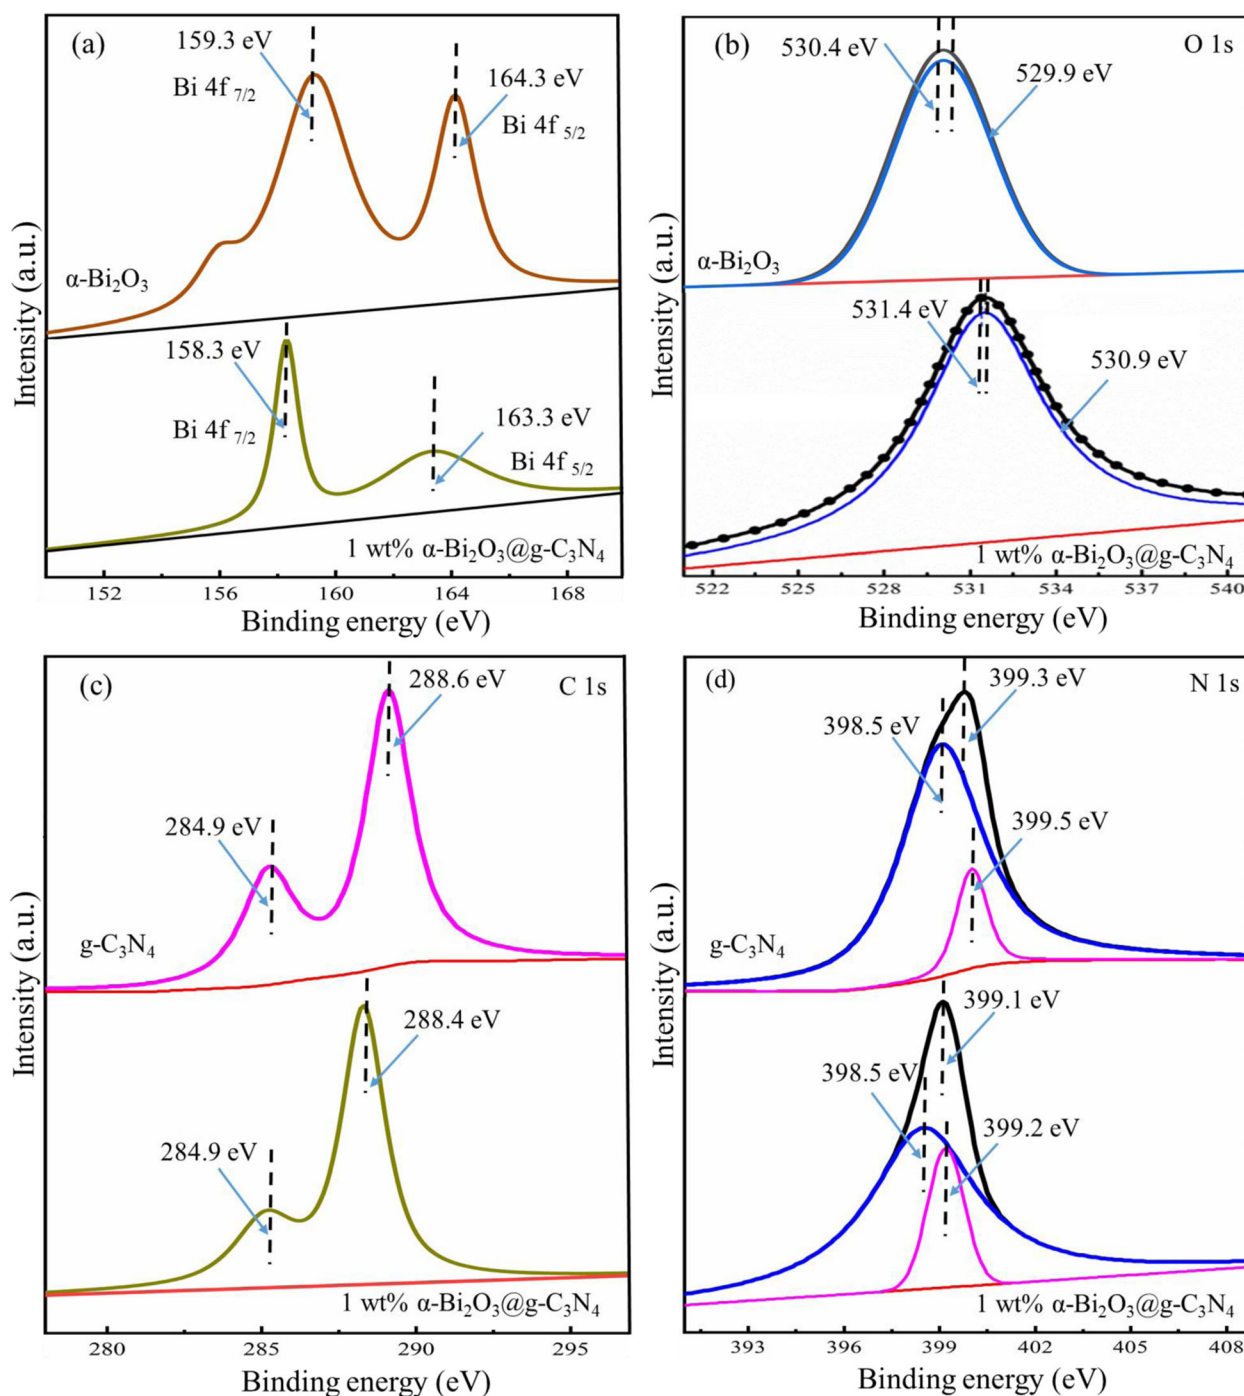 (a)
159.3 eV
Bi 4f 7/2
164.3 eV
Bi 4f 5/2
α-Bi₂O₃
158.3 eV
Bi 4f 7/2
163.3 eV
Bi 4f 5/2
1 wt% α-Bi₂O₃@g-C₃N₄
Intensity (a.u.)
152 156 160 164 168
Binding energy (eV)
(b)
O 1s
530.4 eV
529.9 eV
α-Bi₂O₃
531.4 eV
530.9 eV
1 wt% α-Bi₂O₃@g-C₃N₄
Intensity (a.u.)
522 525 528 531 534 537 540
Binding energy (eV)
(c)
C 1s
288.6 eV
284.9 eV
g-C₃N₄
288.4 eV
284.9 eV
1 wt% α-Bi₂O₃@g-C₃N₄
Intensity (a.u.)
280 285 290 295
Binding energy (eV)
(d)
N 1s
399.3 eV
398.5 eV
399.5 eV
g-C₃N₄
399.1 eV
398.5 eV
399.2 eV
1 wt% α-Bi₂O₃@g-C₃N₄
Intensity (a.u.)
393 396 399 402 405 408
Binding energy (eV)